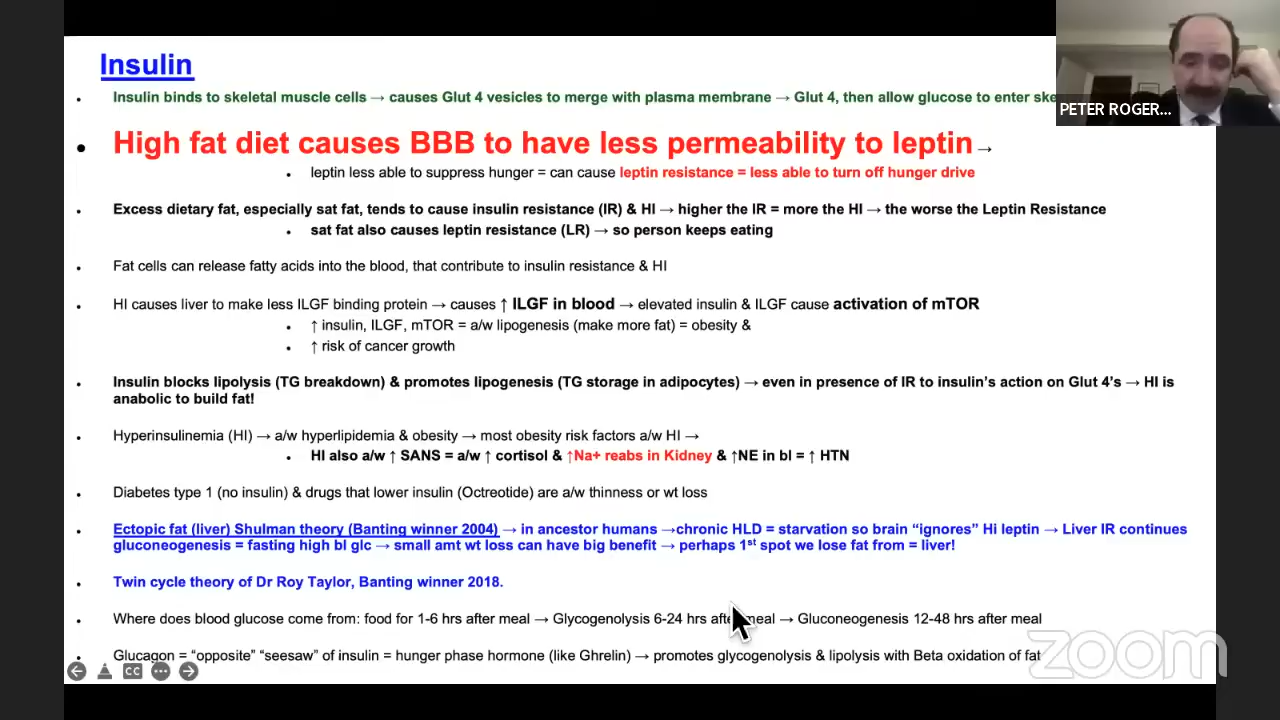 Insulin
Insulin binds to skeletal muscle cells → causes Glut 4 vesicles to merge with plasma membrane → Glut 4, then allow glucose to enter
PETER ROGER...
High fat diet causes BBB to have less permeability to leptin →
leptin less able to suppress hunger = can cause leptin resistance = less able to turn off hunger drive
Excess dietary fat, especially sat fat, tends to cause insulin resistance (IR) & HI → higher the IR = more the HI → the worse the Leptin Resistance
sat fat also causes leptin resistance (LR) → so person keeps eating
Fat cells can release fatty acids into the blood, that contribute to insulin resistance & HI
HI causes liver to make less ILGF binding protein → causes ↑ ILGF in blood → elevated insulin & ILGF cause activation of mTOR
↑ insulin, ILGF, mTOR = a/w lipogenesis (make more fat) = obesity &
↑ risk of cancer growth
Insulin blocks lipolysis (TG breakdown) & promotes lipogenesis (TG storage in adipocytes) → even in presence of IR to insulin's action on Glut 4's → HI is
anabolic to build fat!
Hyperinsulinemia (HI) → a/w hyperlipidemia & obesity → most obesity risk factors a/w HI →
HI also a/w ↑ SANS = a/w ↑ cortisol & ↑Na+ reabs in Kidney & ↑NE in bl = ↑ HTN
Diabetes type 1 (no insulin) & drugs that lower insulin (Octreotide) are a/w thinness or wt loss
Ectopic fat (liver) Shulman theory (Banting winner 2004) → in ancestor humans →chronic HLD = starvation so brain “ignores” Hi leptin → Liver IR continues
gluconeogenesis = fasting high bl glc → small amt wt loss can have big benefit → perhaps 1st spot we lose fat from = liver!
Twin cycle theory of Dr Roy Taylor, Banting winner 2018.
Where does blood glucose come from: food for 1-6 hrs after meal → Glycogenolysis 6-24 hrs after meal → Gluconeogenesis 12-48 hrs after meal
Glucagon = “opposite” “seesaw” of insulin = hunger phase hormone (like Ghrelin) → promotes glycogenolysis & lipolysis with Beta oxidation of fat
CC
zoom